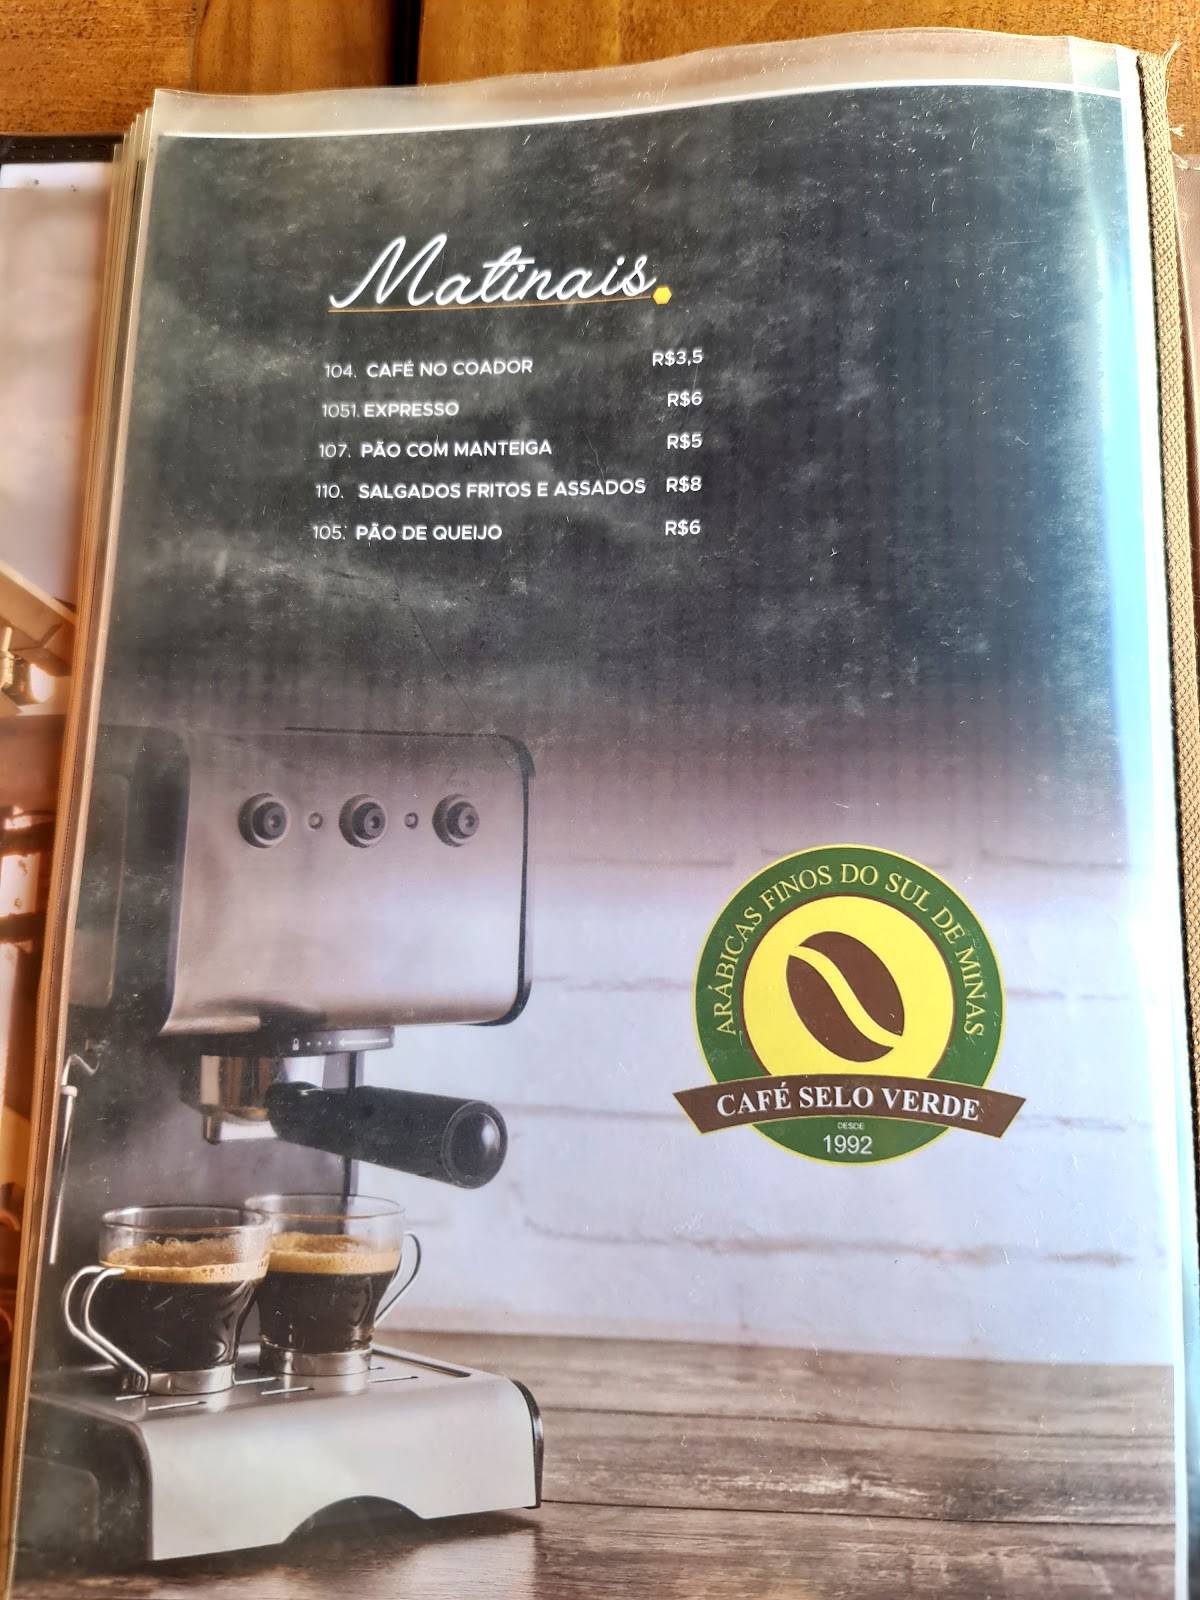 Matinais
104. CAFÉ NO COADOR R$3,5
1051. EXPRESSO R$6
107. PÃO COM MANTEIGA R$5
110. SALGADOS FRITOS E ASSADOS R$8
105. PÃO DE QUEIJO R$6
ARÁBICAS FINOS DO SUL DE MINAS
CAFÉ SELO VERDE
DESDE
1992